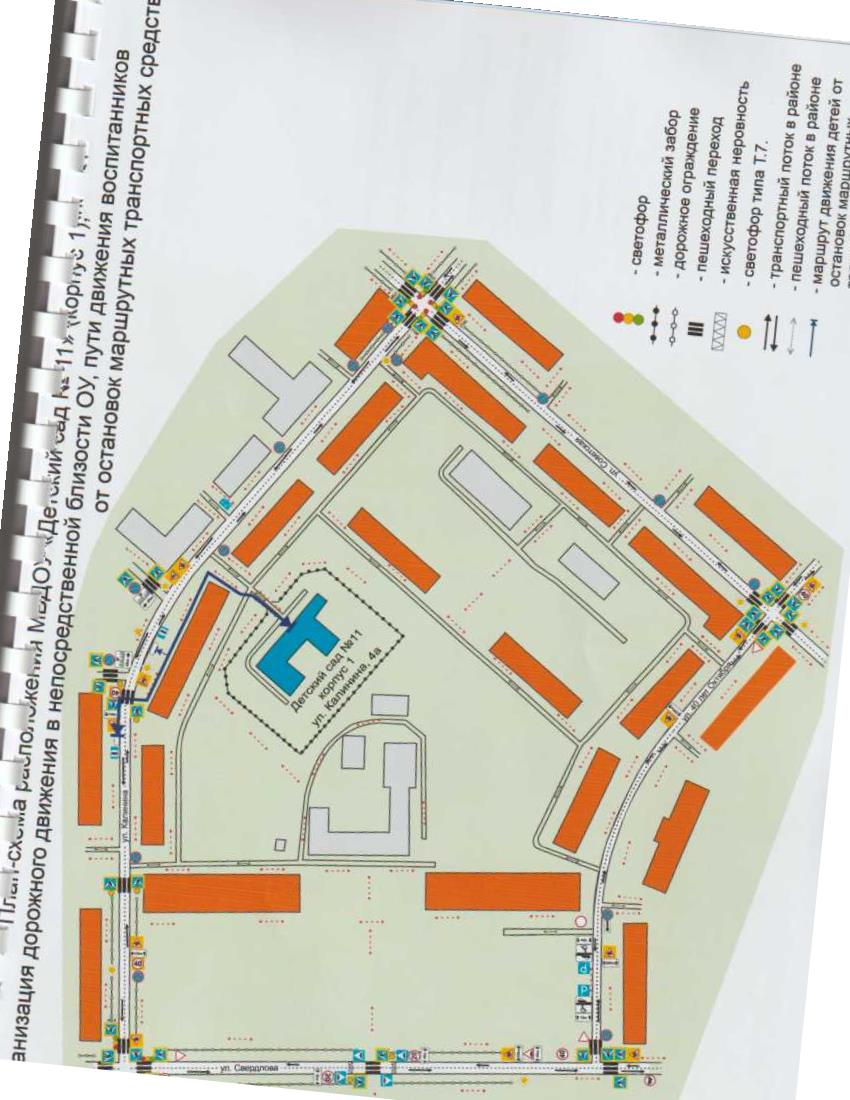 План-схема расположения МБДОУ «Детский сад № 11» (корпус 1),
анизация дорожного движения в непосредственной близости ОУ, пути движения воспитанников
от остановок маршрутных транспортных средств
- светофор
- металлический забор
- дорожное ограждение
- пешеходный переход
- искусственная неровность
- светофор типа Т.7.
- транспортный поток в районе
- пешеходный поток в районе
- маршрут движения детей от
остановок маршрутных
ул. Калинина
Детский сад №11
корпус 1
ул. Калинина, 4а
ул. Советская
ул. 40 лет Октября
ул. Свердлова
40